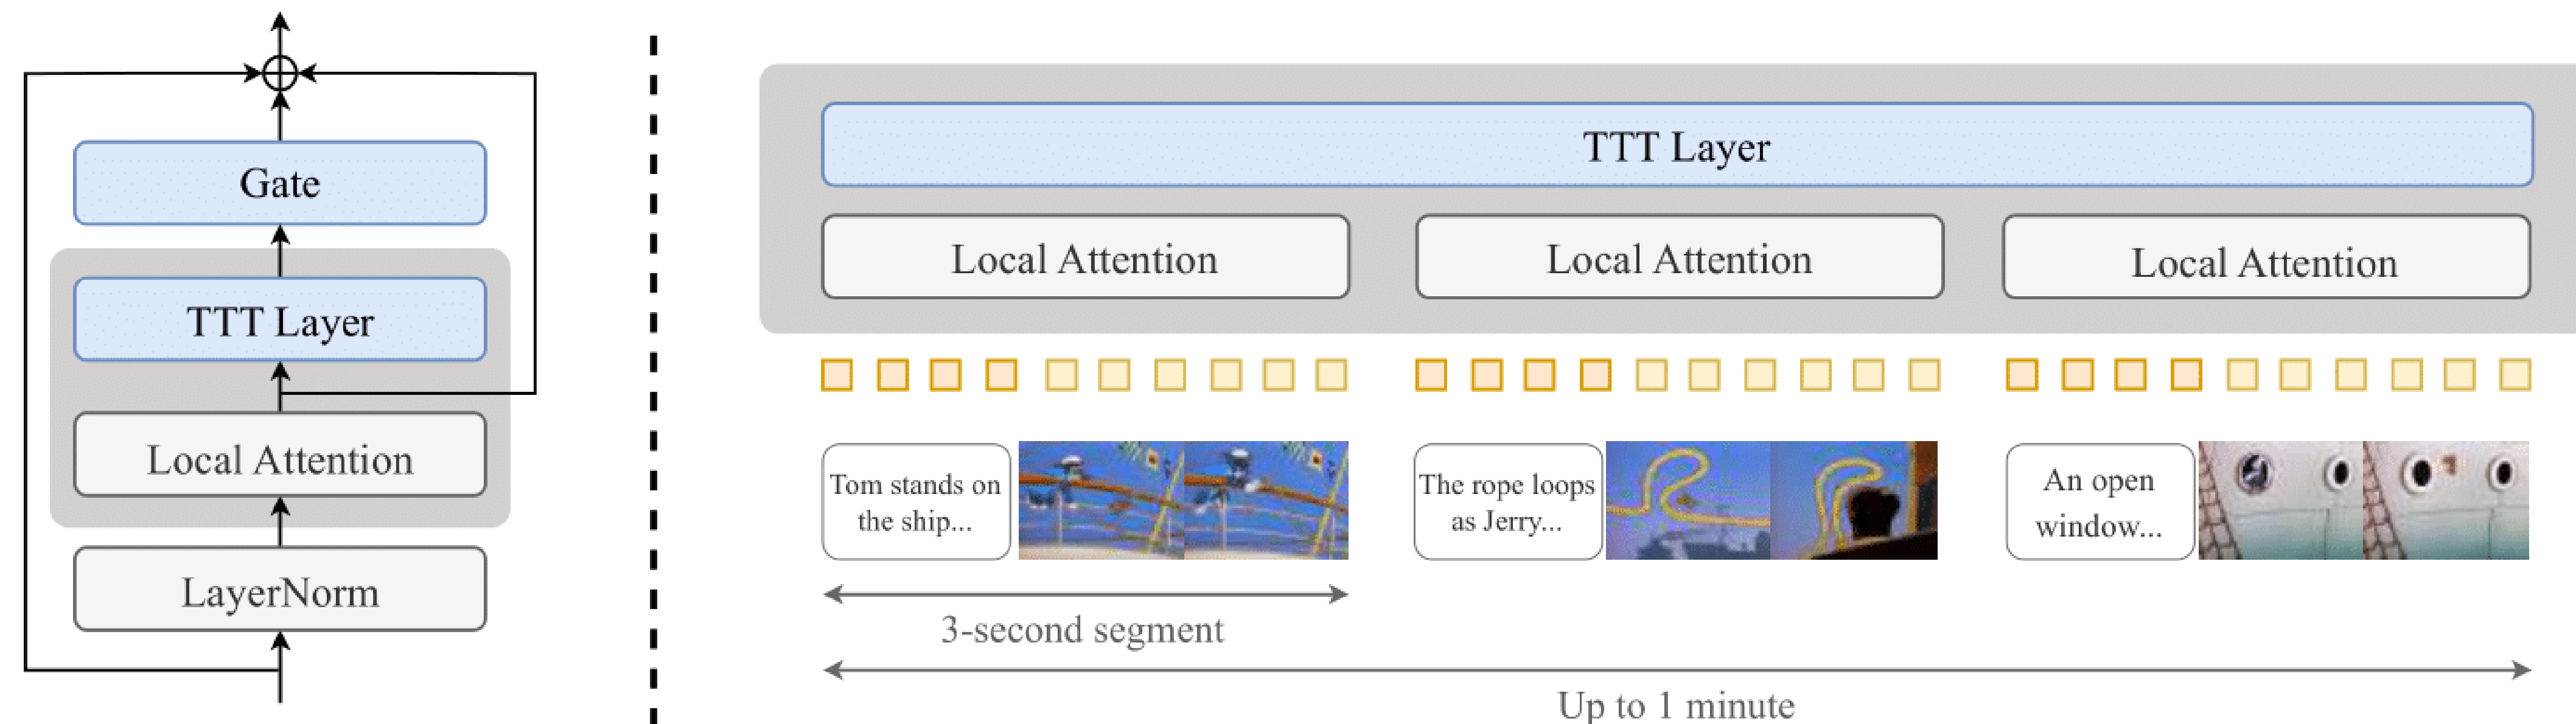 Gate
TTT Layer
Local Attention
LayerNorm
TTT Layer
Local Attention
Local Attention
Local Attention
Tom stands on
the ship...
The rope loops
as Jerry...
An open
window...
3-second segment
Up to 1 minute